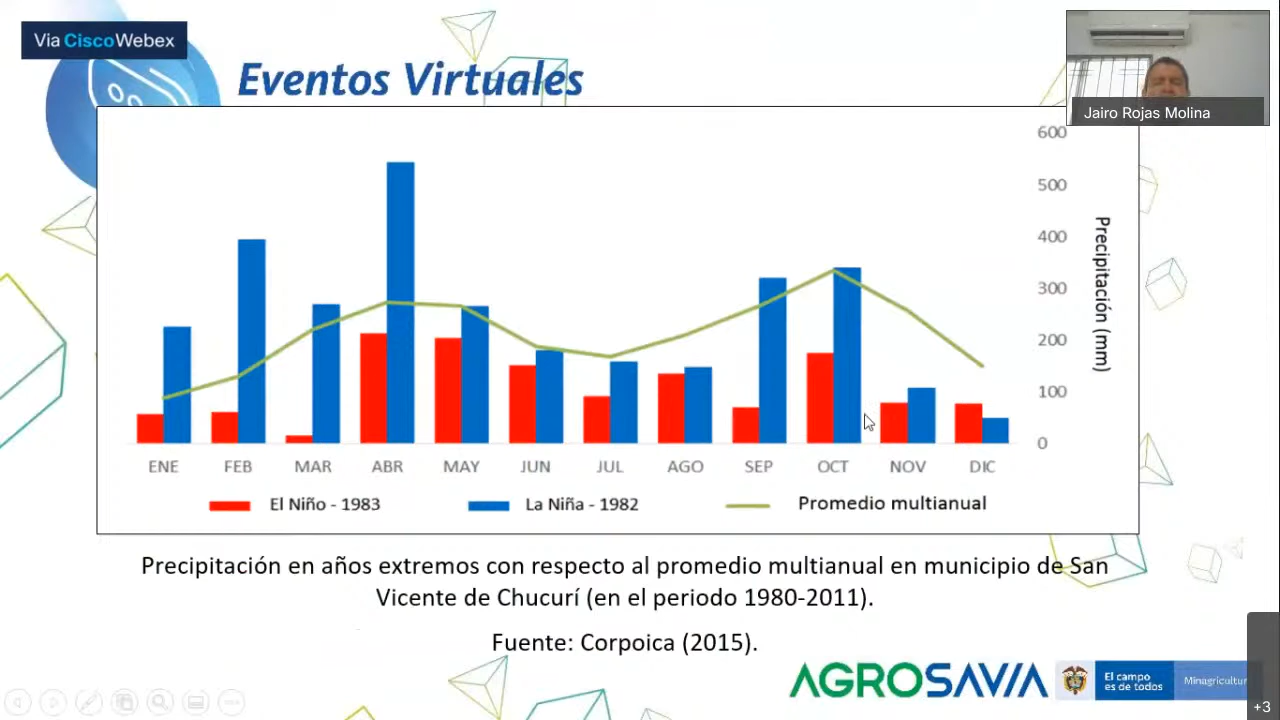 Via CiscoWebex
Eventos Virtuales
Jairo Rojas Molina
600
500
400
300
200
100
0
Precipitación (mm)
ENE FEB MAR ABR MAY JUN JUL AGO SEP OCT NOV DIC
El Niño - 1983 La Niña - 1982 Promedio multianual
Precipitación en años extremos con respecto al promedio multianual en municipio de San
Vicente de Chucurí (en el periodo 1980-2011).
Fuente: Corpoica (2015).
AGROSAVIA
El campo
es de todos
Minagricultur
+3